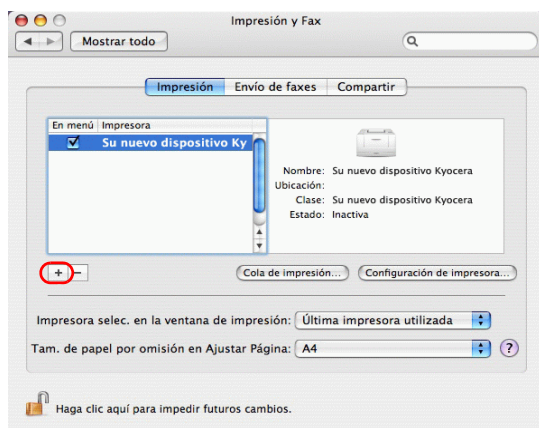 Impresión y Fax
Mostrar todo
Impresión Envío de faxes Compartir
En menú Impresora
Su nuevo dispositivo Ky
Nombre: Su nuevo dispositivo Kyocera
Ubicación:
Clase: Su nuevo dispositivo Kyocera
Estado: Inactiva
+ −
Cola de impresión... Configuración de impresora...
Impresora selec. en la ventana de impresión: Última impresora utilizada
Tam. de papel por omisión en Ajustar Página: A4 ?
Haga clic aquí para impedir futuros cambios.